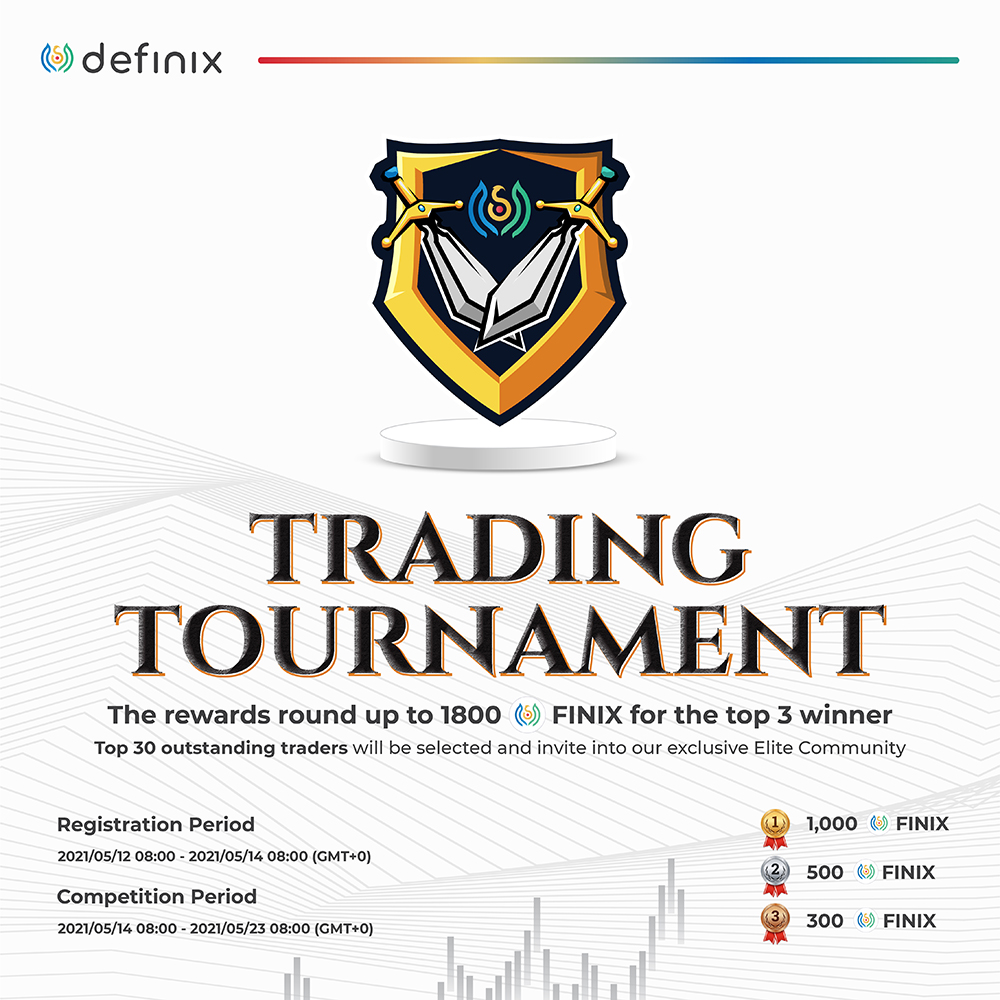 definix
TRADING
TOURNAMENT
The rewards round up to 1800 FINIX for the top 3 winner
Top 30 outstanding traders will be selected and invite into our exclusive Elite Community
Registration Period
2021/05/12 08:00 - 2021/05/14 08:00 (GMT+0)
Competition Period
2021/05/14 08:00 - 2021/05/23 08:00 (GMT+0)
1 1,000 FINIX
2 500 FINIX
3 300 FINIX